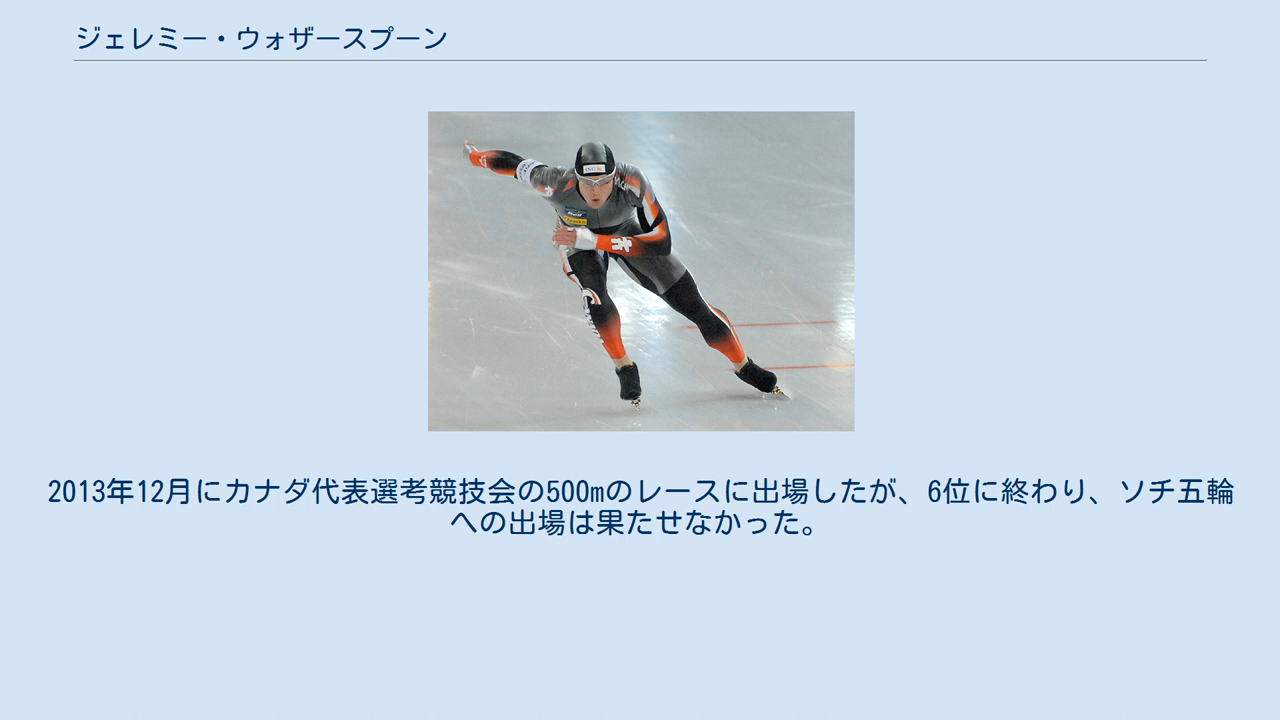 ジェレミー・ウォザースプーン
ING
2013年12月にカナダ代表選考競技会の500mのレースに出場したが、6位に終わり、ソチ五輪
への出場は果たせなかった。